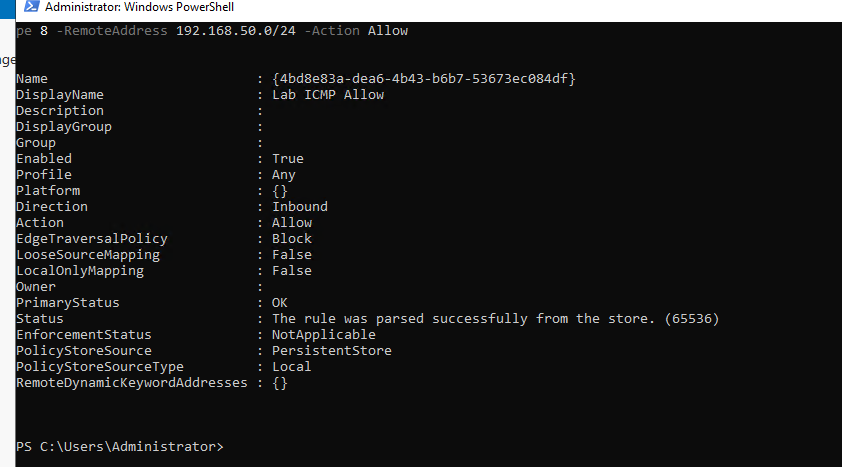 Administrator: Windows PowerShell
pe 8 -RemoteAddress 192.168.50.0/24 -Action Allow
Name : {4bd8e83a-dea6-4b43-b6b7-53673ec084df}
DisplayName : Lab ICMP Allow
Description :
DisplayGroup :
Group :
Enabled : True
Profile : Any
Platform : {}
Direction : Inbound
Action : Allow
EdgeTraversalPolicy : Block
LooseSourceMapping : False
LocalOnlyMapping : False
Owner :
PrimaryStatus : OK
Status : The rule was parsed successfully from the store. (65536)
EnforcementStatus : NotApplicable
PolicyStoreSource : PersistentStore
PolicyStoreSourceType : Local
RemoteDynamicKeywordAddresses : {}
PS C:\Users\Administrator>